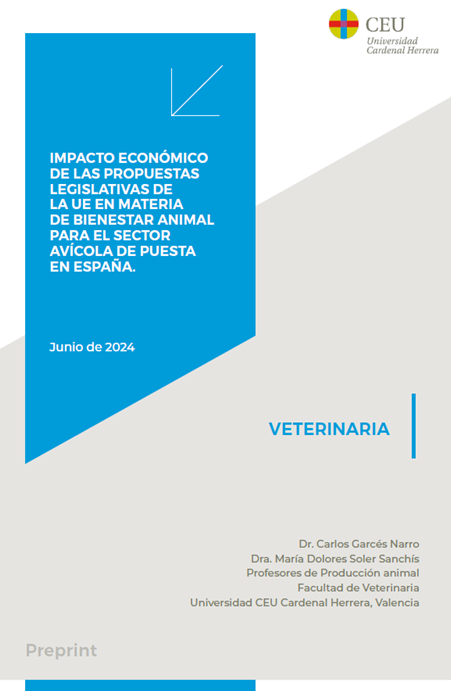 CEU
Universidad
Cardenal Herrera
IMPACTO ECONÓMICO
DE LAS PROPUESTAS
LEGISLATIVAS DE
LA UE EN MATERIA
DE BIENESTAR ANIMAL
PARA EL SECTOR
AVÍCOLA DE PUESTA
EN ESPAÑA.
Junio de 2024
VETERINARIA
Dr. Carlos Garcés Narro
Dra. María Dolores Soler Sanchís
Profesores de Producción animal
Facultad de Veterinaria
Universidad CEU Cardenal Herrera, Valencia
Preprint